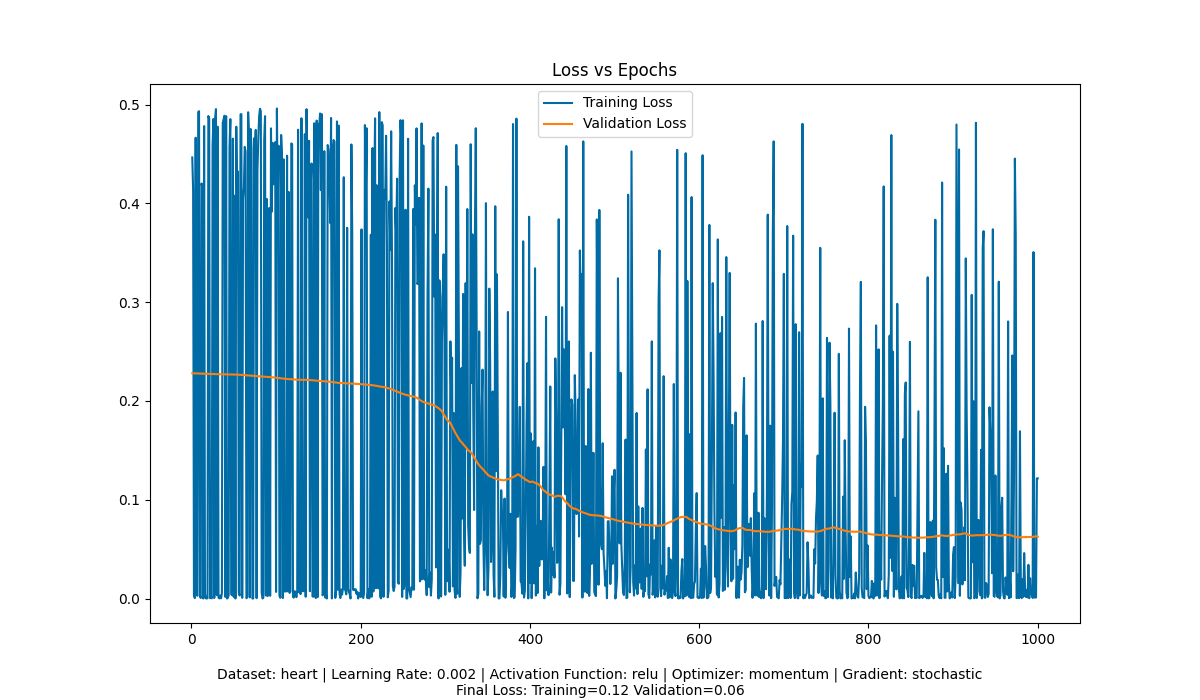 Loss vs Epochs
Training Loss
Validation Loss
0.5
0.4
0.3
0.2
0.1
0.0
0 200 400 600 800 1000
Dataset: heart | Learning Rate: 0.002 | Activation Function: relu | Optimizer: momentum | Gradient: stochastic
Final Loss: Training=0.12 Validation=0.06